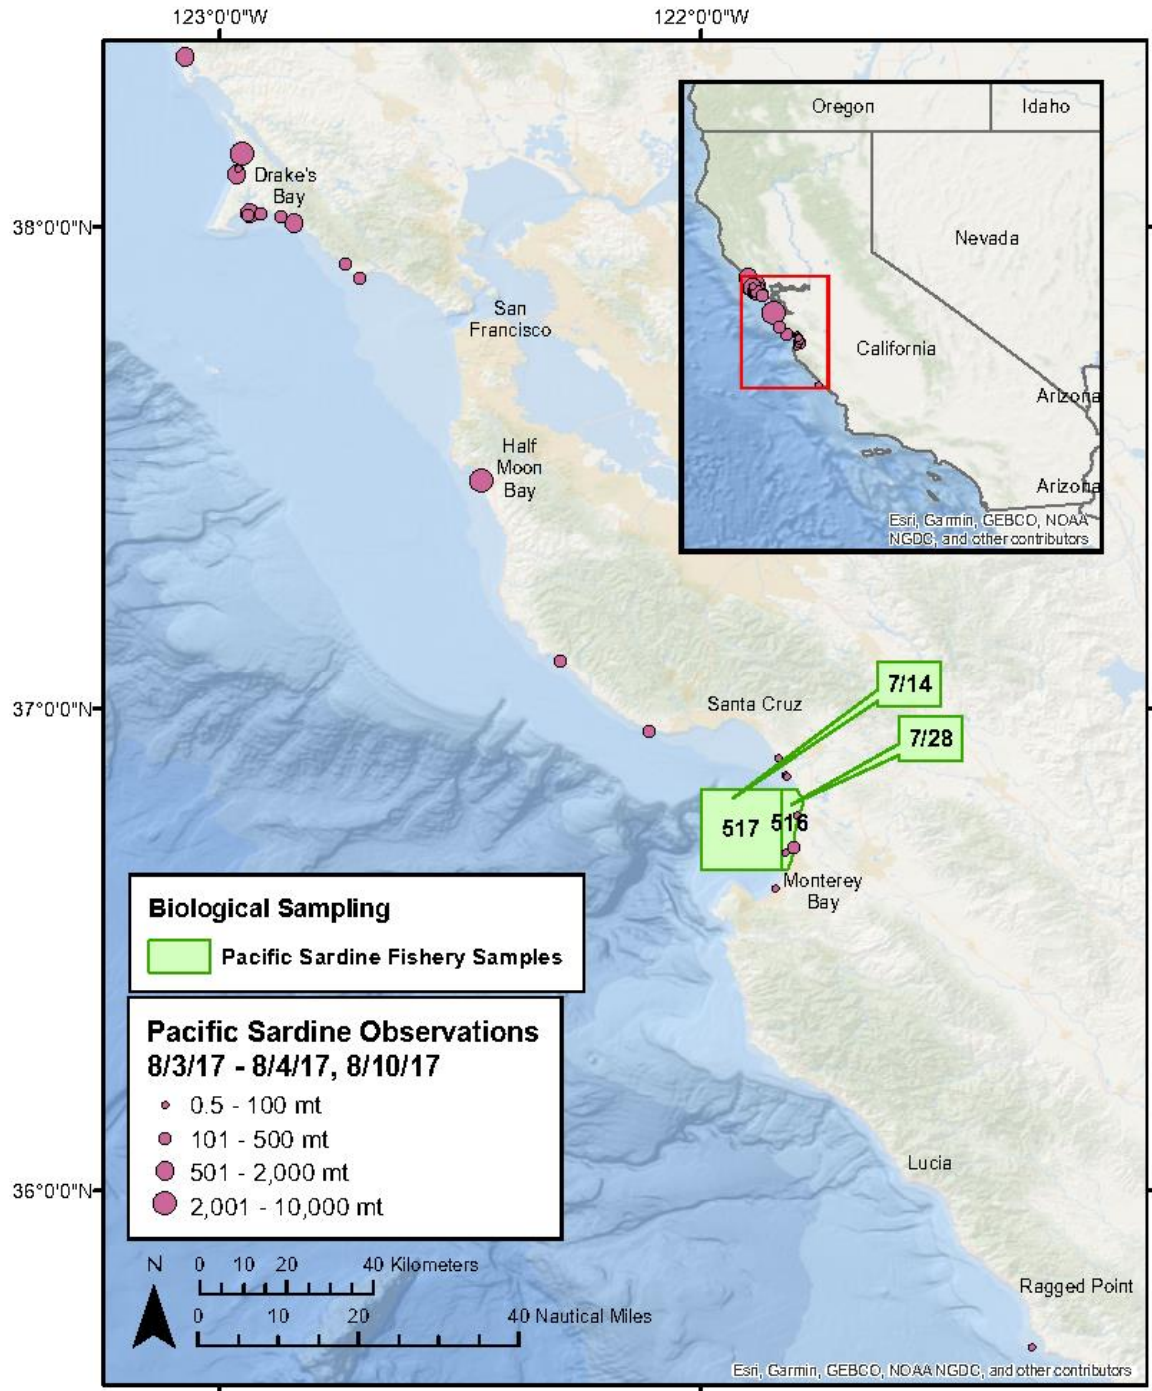 123°0'0"W
122°0'0"W
Oregon
Idaho
Nevada
California
Arizona
Arizona
Esri, Garmin, GEBCO, NOAA
NGDC, and other contributors
Drake's
Bay
38°0'0"N
San
Francisco
Half
Moon
Bay
37°0'0"N
Santa Cruz
7/14
7/28
517
516
Monterey
Bay
Biological Sampling
Pacific Sardine Fishery Samples
Pacific Sardine Observations
8/3/17 - 8/4/17, 8/10/17
0.5 - 100 mt
101 - 500 mt
501 - 2,000 mt
2,001 - 10,000 mt
36°0'0"N
Lucia
Ragged Point
N
0 10 20 40 Kilometers
0 10 20 40 Nautical Miles
Esri, Garmin, GEBCO, NOAA NGDC, and other contributors